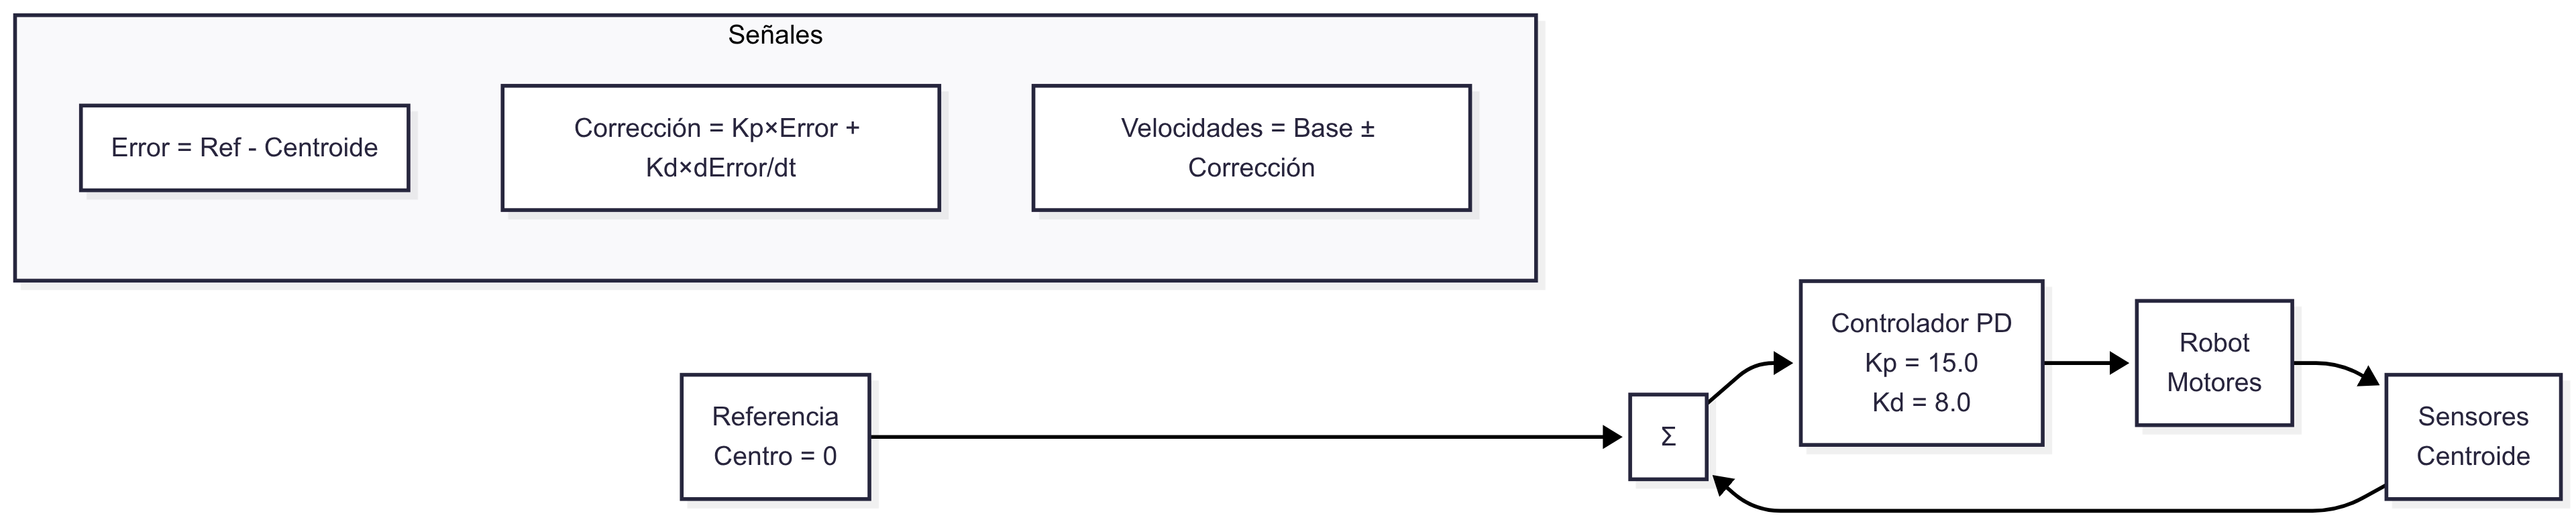 Señales
Error = Ref - Centroide
Corrección = Kp×Error +
Kd×dError/dt
Velocidades = Base ±
Corrección
Referencia
Centro = 0
Σ
Controlador PD
Kp = 15.0
Kd = 8.0
Robot
Motores
Sensores
Centroide